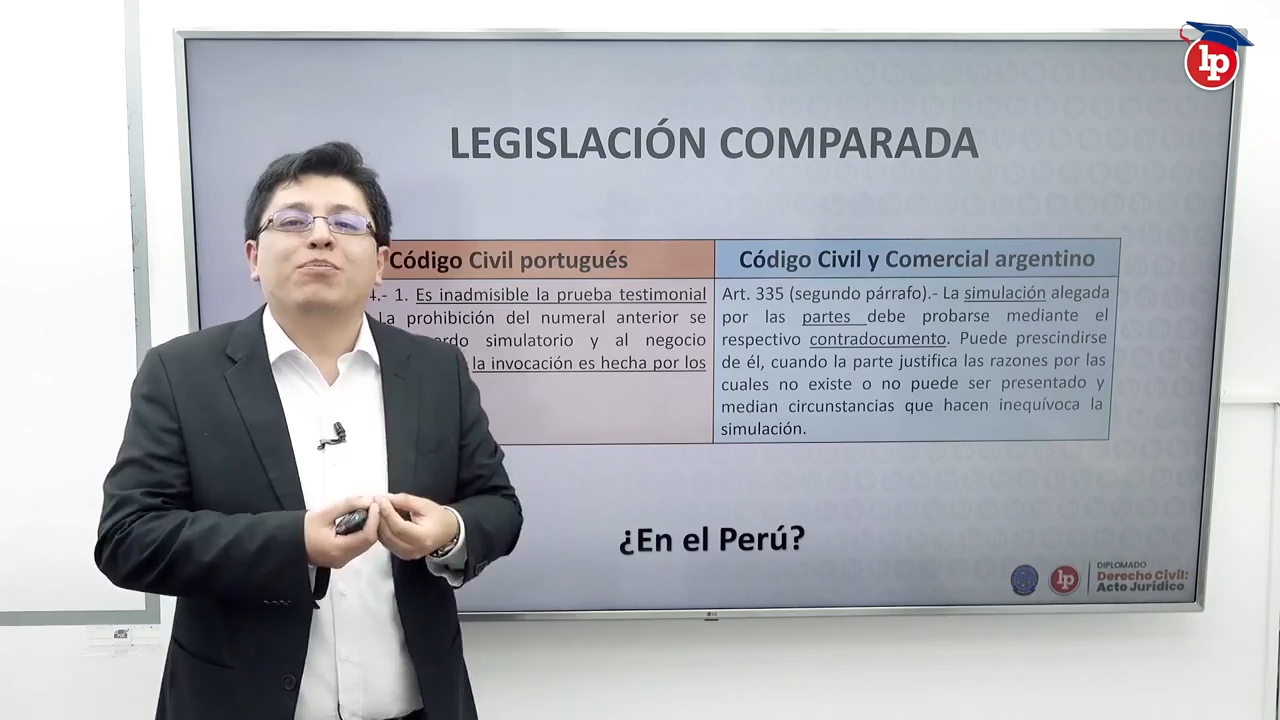 lp
LEGISLACIÓN COMPARADA
Código Civil portugués
4.- 1. Es inadmisible la prueba testimonial
La prohibición del numeral anterior se
simulatorio y al negocio
la invocación es hecha por los
Código Civil y Comercial argentino
Art. 335 (segundo párrafo).- La simulación alegada
por las partes debe probarse mediante el
respectivo contradocumento. Puede prescindirse
de él, cuando la parte justifica las razones por las
cuales no existe o no puede ser presentado y
median circunstancias que hacen inequívoca la
simulación.
¿En el Perú?
lp
DIPLOMADO
Derecho Civil:
Acto Jurídico
LG